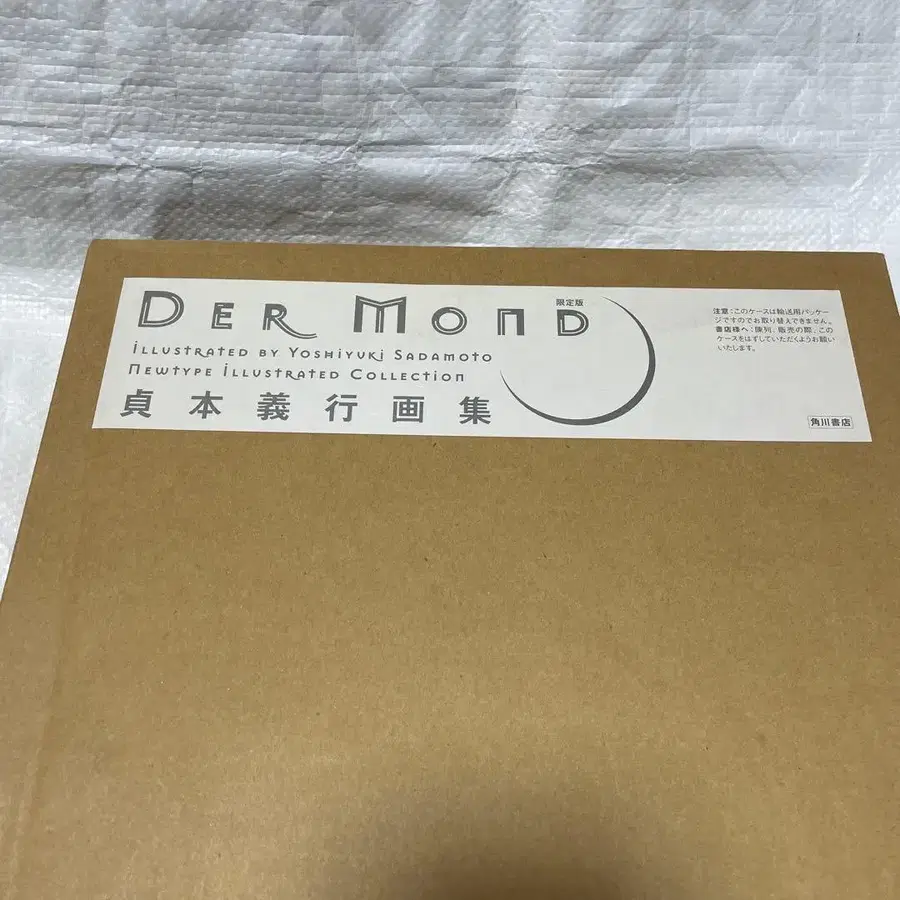 DER MOND
限定版
ILLUSTRATED BY YOSHIYUKI SADAMOTO
NEWTYPE ILLUSTRATED COLLECTION
貞本義行画集
注意:このケースは輸送用パッケー
ジですのでお取り替えできません。
書店様へ:陳列、販売の際、この
ケースをはずしていただくようお願い
いたします。
角川書店